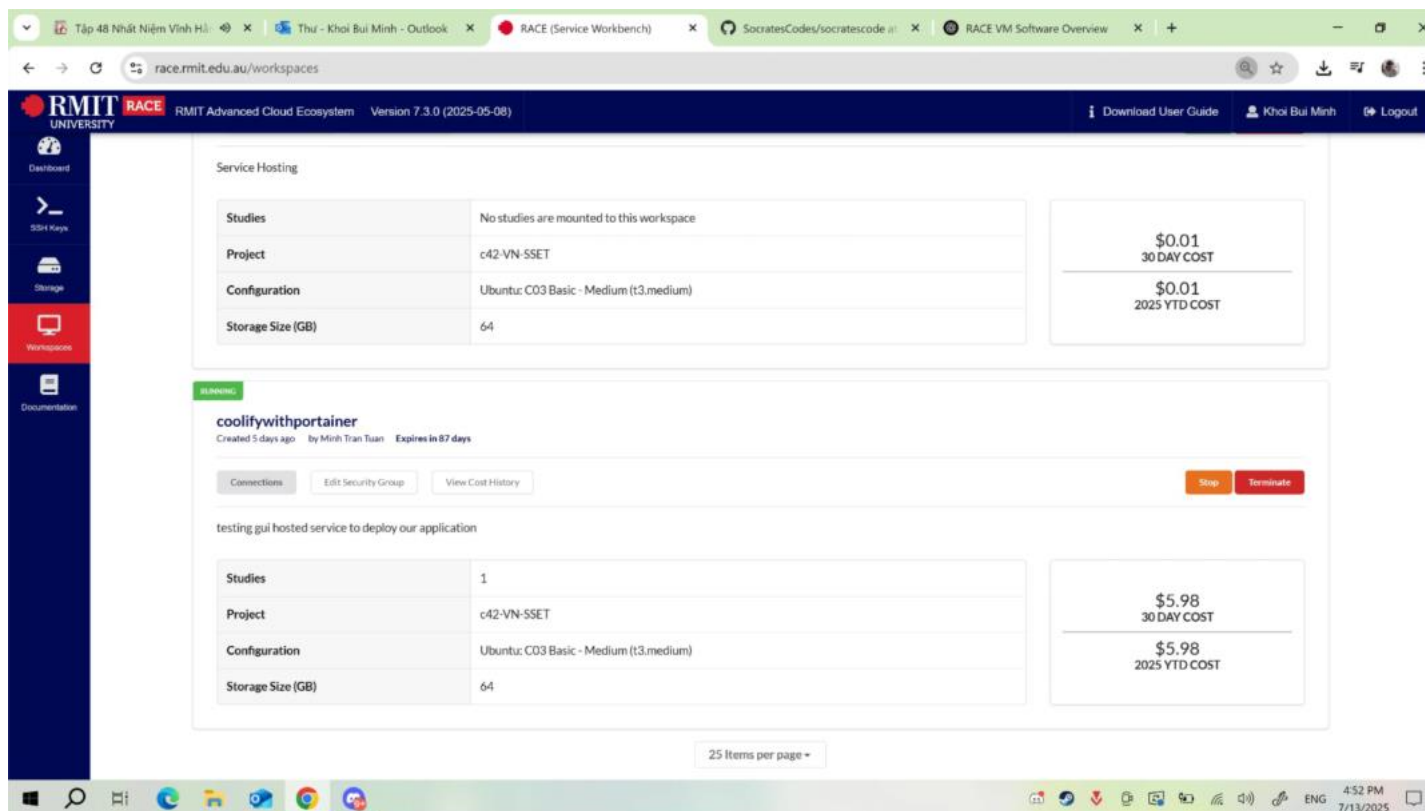 Tập 48 Nhất Niệm Vĩnh Hằ
Thư - Khoi Bui Minh - Outlook
RACE (Service Workbench)
SocratesCodes/socratescode at
RACE VM Software Overview
race.rmit.edu.au/workspaces
RMIT UNIVERSITY
RACE
RMIT Advanced Cloud Ecosystem Version 7.3.0 (2025-05-08)
Download User Guide
Khoi Bui Minh
Logout
Dashboard
SSH Keys
Storage
Workspaces
Documentation
Service Hosting
Studies No studies are mounted to this workspace
Project c42-VN-SSET
Configuration Ubuntu: C03 Basic - Medium (t3.medium)
Storage Size (GB) 64
$0.01
30 DAY COST
$0.01
2025 YTD COST
RUNNING
coolifywithportainer
Created 5 days ago by Minh Tran Tuan Expires in 87 days
Connections Edit Security Group View Cost History Stop Terminate
testing gui hosted service to deploy our application
Studies 1
Project c42-VN-SSET
Configuration Ubuntu: C03 Basic - Medium (t3.medium)
Storage Size (GB) 64
$5.98
30 DAY COST
$5.98
2025 YTD COST
25 Items per page
ENG
4:52 PM
7/13/2025